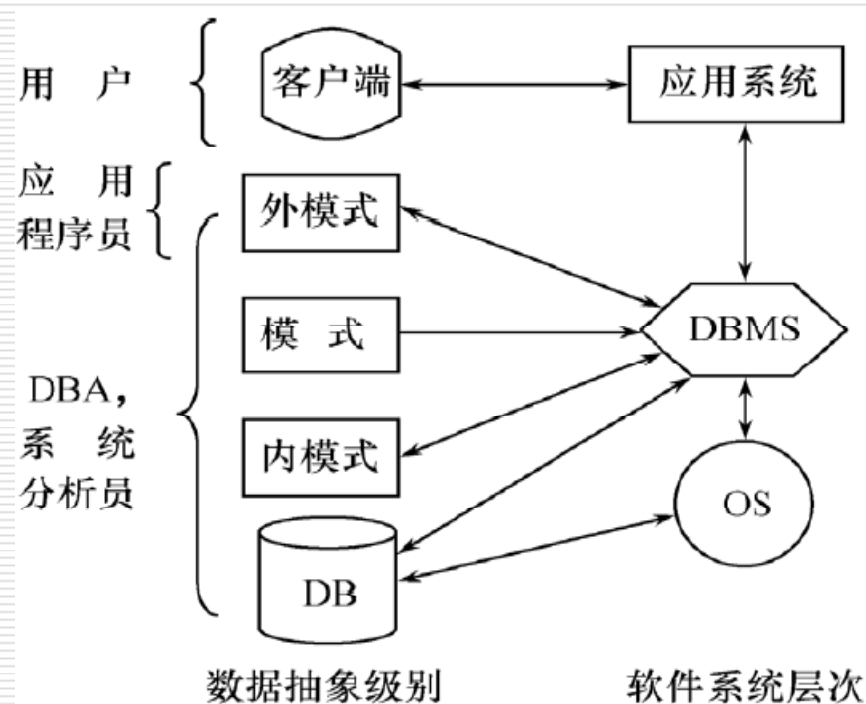 用 户
客户端
应用系统
应 用
程序员
外模式
模 式
DBMS
DBA,
系 统
分析员
内模式
OS
DB
数据抽象级别
软件系统层次